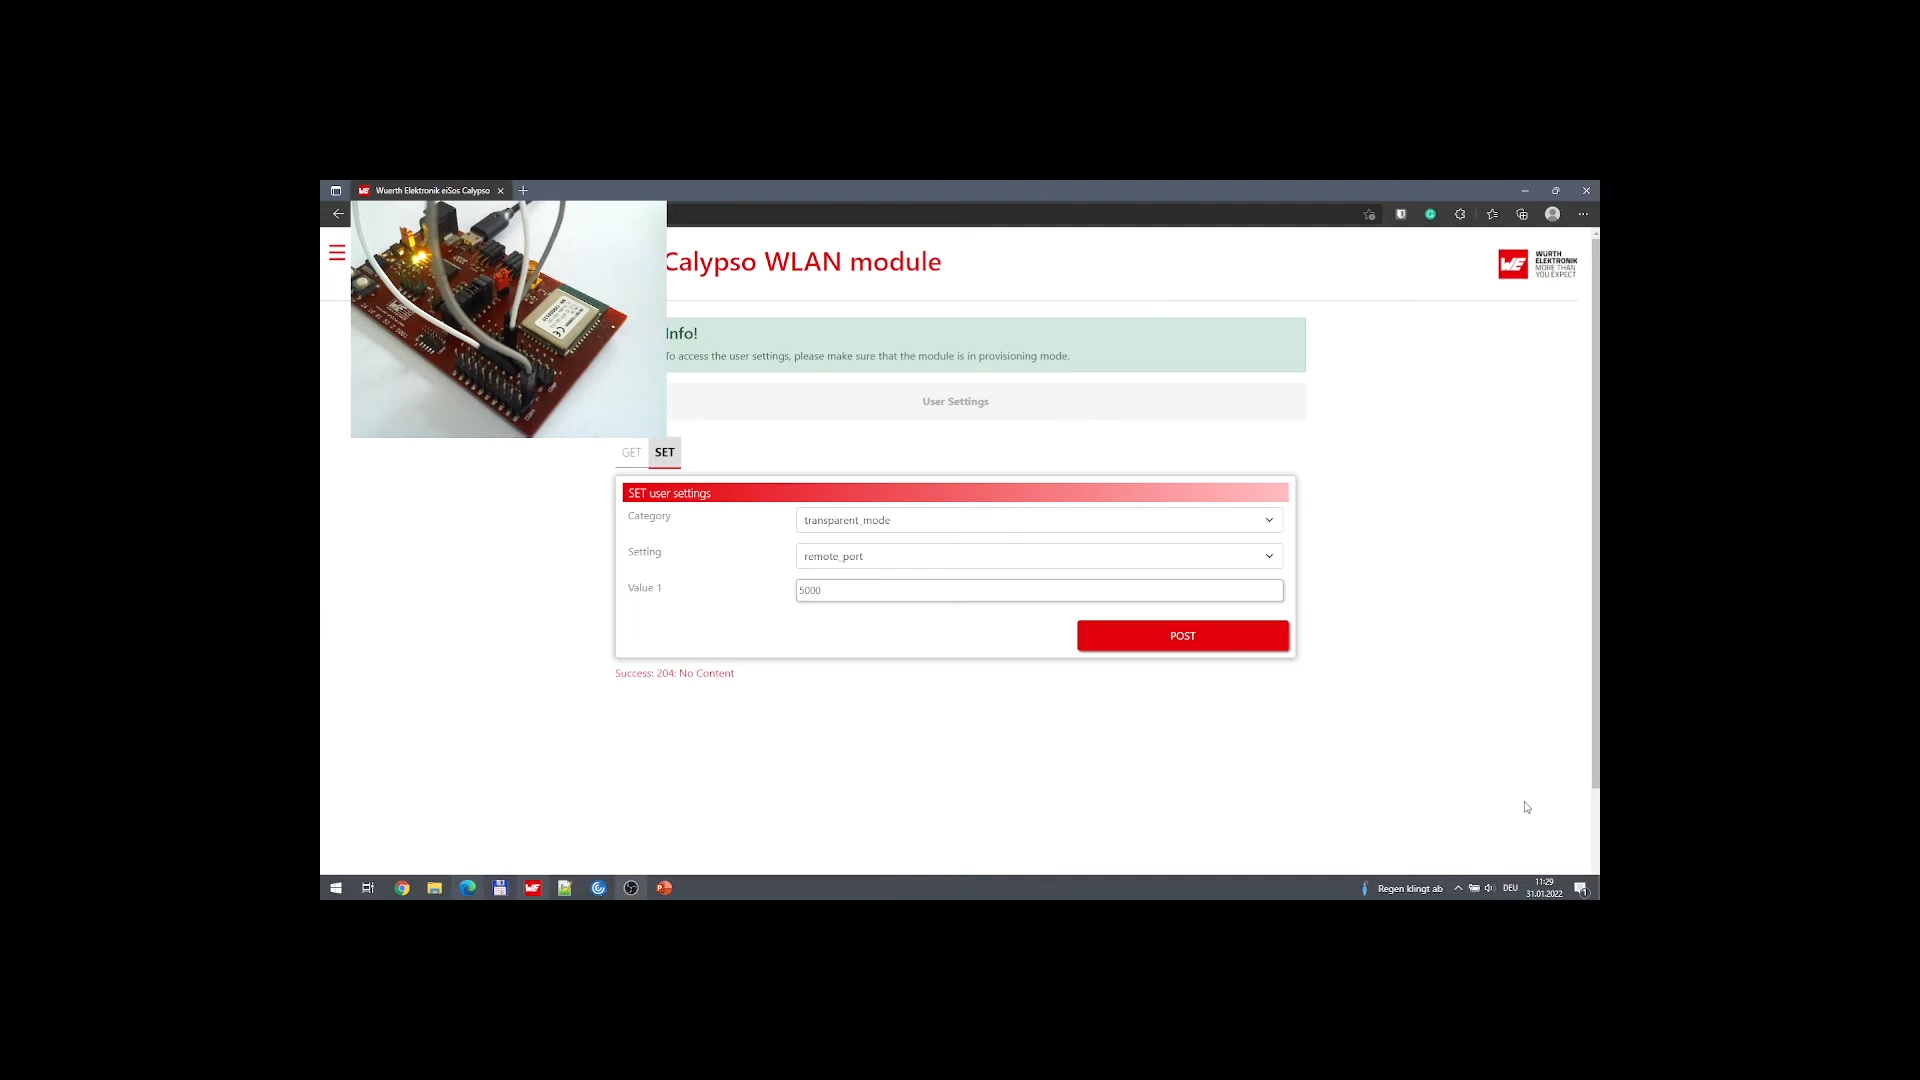 Wuerth Elektronik eiSos Calypso
Calypso WLAN module
WURTH
ELEKTRONIK
MORE THAN
YOU EXPECT
Info!
To access the user settings, please make sure that the module is in provisioning mode.
User Settings
GET SET
SET user settings
Category
transparent_mode
Setting
remote_port
Value 1
5000
POST
Success: 204: No Content
Regen klingt ab
DEU
11:29
31.01.2022